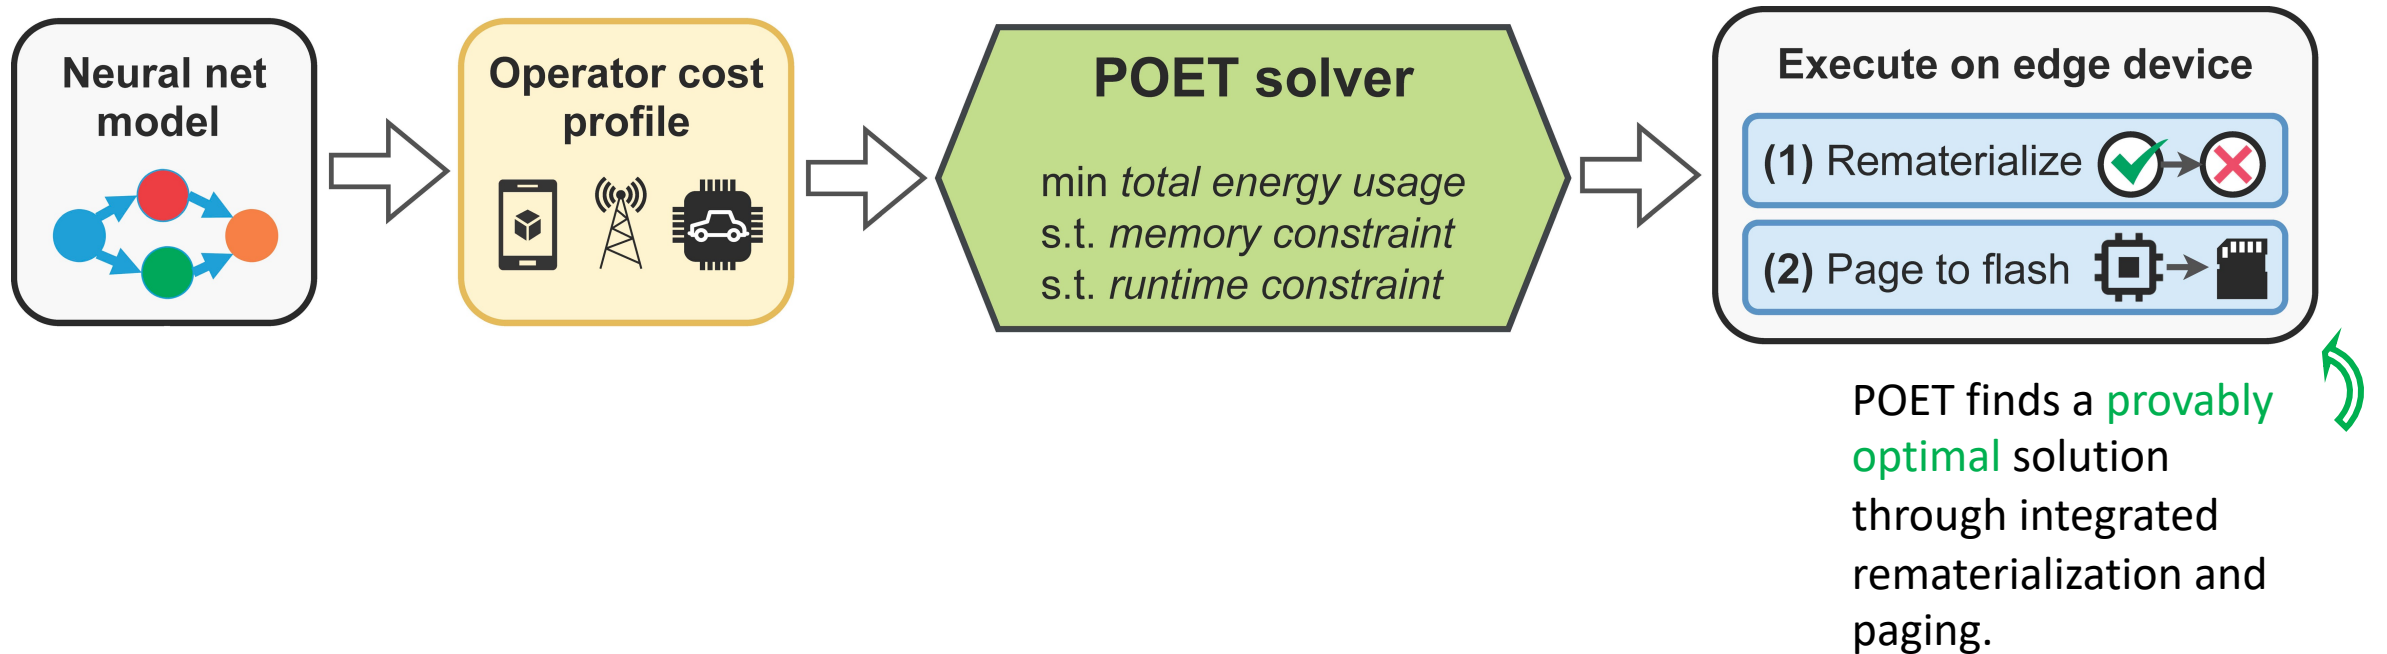 Neural net
model
Operator cost
profile
POET solver
min total energy usage
s.t. memory constraint
s.t. runtime constraint
Execute on edge device
(1) Rematerialize
(2) Page to flash
POET finds a provably
optimal solution
through integrated
rematerialization and
paging.